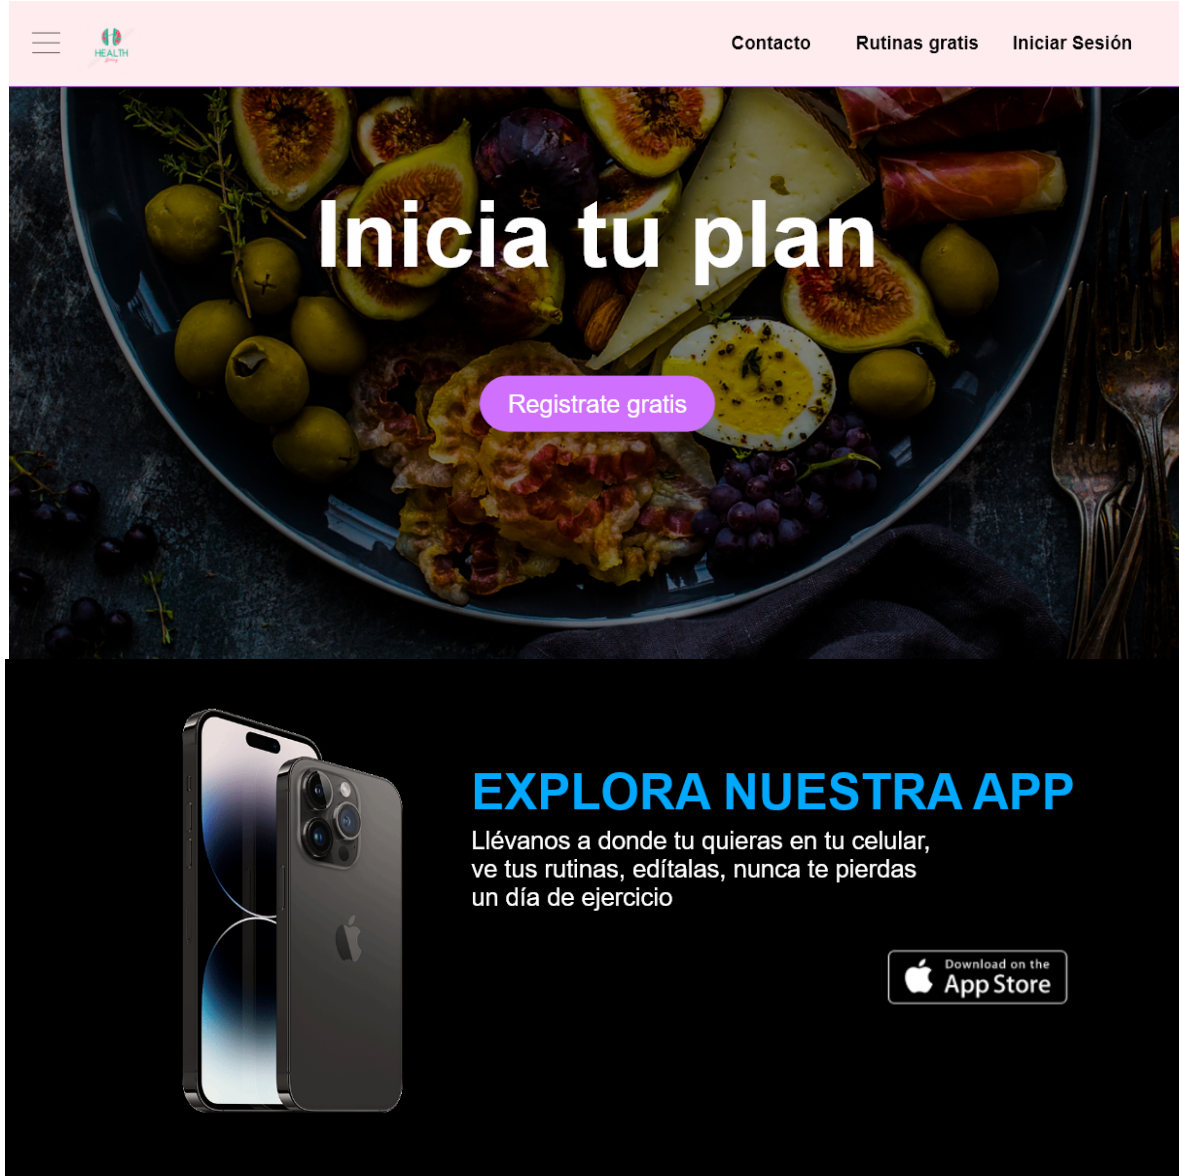 HEALTH
Contacto
Rutinas gratis
Iniciar Sesión
Inicia tu plan
Registrate gratis
EXPLORA NUESTRA APP
Llévanos a donde tu quieras en tu celular,
ve tus rutinas, edítalas, nunca te pierdas
un día de ejercicio
Download on the
App Store